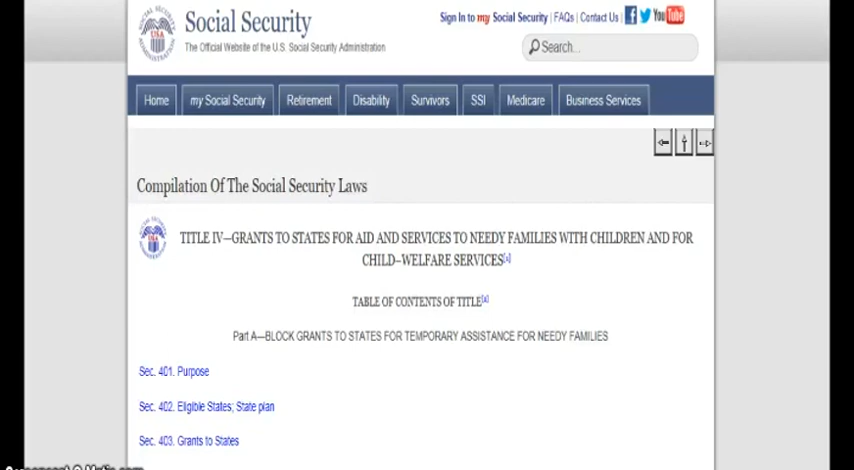 Social Security
The Official Website of the U.S. Social Security Administration
Sign In to my Social Security | FAQs | Contact Us | f You Tube
Search...
Home my Social Security Retirement Disability Survivors SSI Medicare Business Services
Compilation Of The Social Security Laws
TITLE IV—GRANTS TO STATES FOR AID AND SERVICES TO NEEDY FAMILIES WITH CHILDREN AND FOR
CHILD–WELFARE SERVICES
TABLE OF CONTENTS OF TITLE
Part A—BLOCK GRANTS TO STATES FOR TEMPORARY ASSISTANCE FOR NEEDY FAMILIES
Sec. 401. Purpose
Sec. 402. Eligible States; State plan
Sec. 403. Grants to States